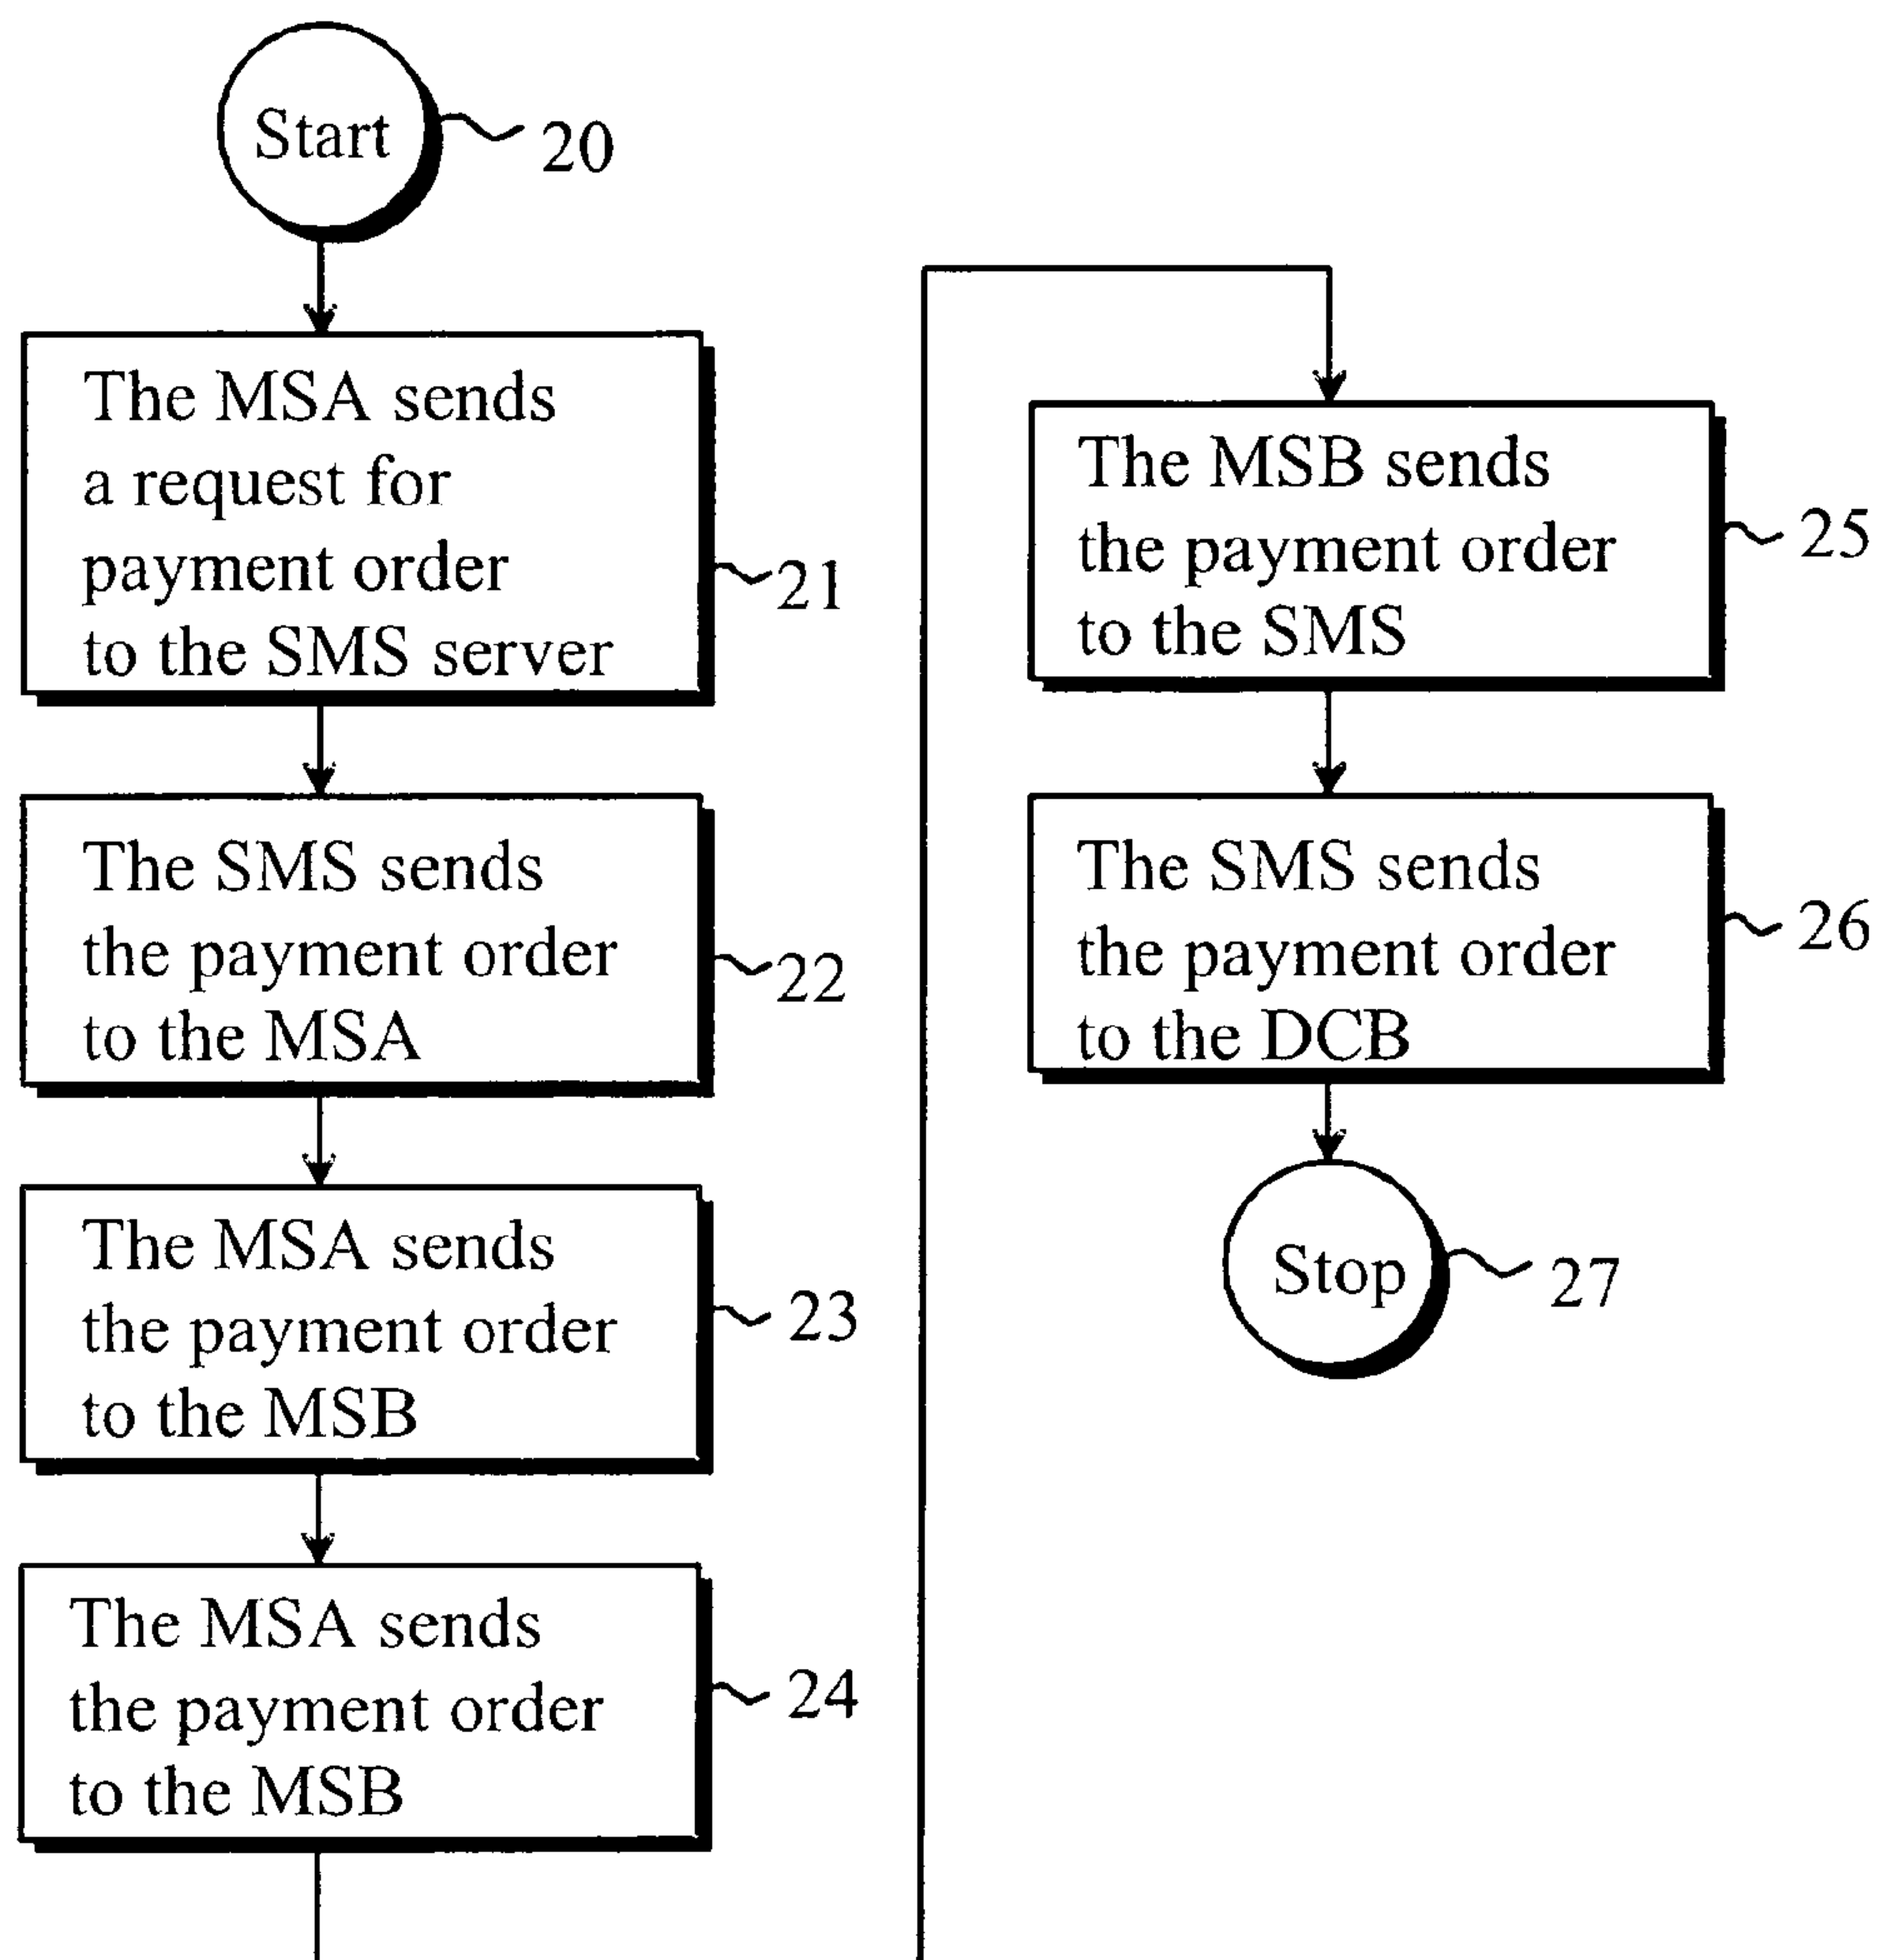 Start
20
The MSA sends
a request for
payment order
to the SMS server
21
The SMS sends
the payment order
to the MSA
22
The MSA sends
the payment order
to the MSB
23
The MSA sends
the payment order
to the MSB
24
The MSB sends
the payment order
to the SMS
25
The SMS sends
the payment order
to the DCB
26
Stop
27